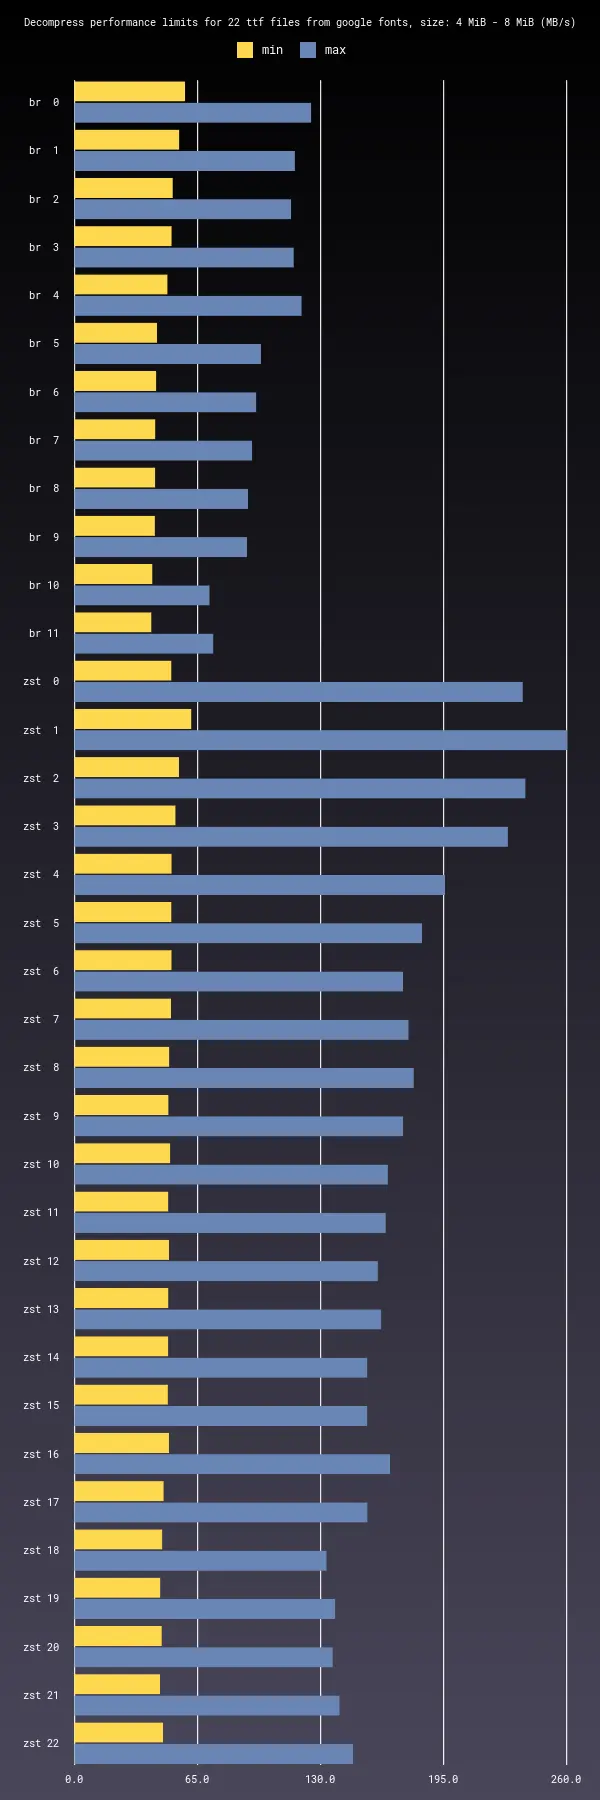 Decompress performance limits for 22 ttf files from google fonts, size: 4 MiB - 8 MiB (MB/s)
min max
br  0
br  1
br  2
br  3
br  4
br  5
br  6
br  7
br  8
br  9
br 10
br 11
zst  0
zst  1
zst  2
zst  3
zst  4
zst  5
zst  6
zst  7
zst  8
zst  9
zst 10
zst 11
zst 12
zst 13
zst 14
zst 15
zst 16
zst 17
zst 18
zst 19
zst 20
zst 21
zst 22
0.0 65.0 130.0 195.0 260.0